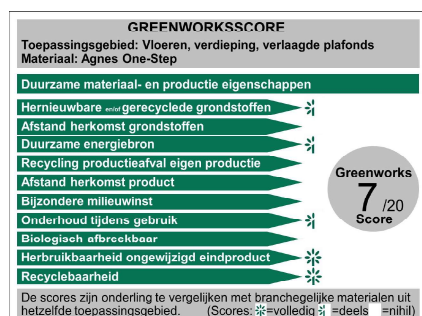 GREENWORKSSCORE
Toepassingsgebied: Vloeren, verdieping, verlaagde plafonds
Materiaal: Agnes One-Step
Duurzame materiaal- en productie eigenschappen
Hernieuwbare en/of gerecyclede grondstoffen
Afstand herkomst grondstoffen
Duurzame energiebron
Recycling productieafval eigen productie
Afstand herkomst product
Bijzondere milieuwinst
Onderhoud tijdens gebruik
Biologisch afbreekbaar
Herbruikbaarheid ongewijzigd eindproduct
Recyclebaarheid
Greenworks
7 /20
Score
De scores zijn onderling te vergelijken met branchegelijke materialen uit
hetzelfde toepassingsgebied. (Scores: =volledig =deels =nihil)